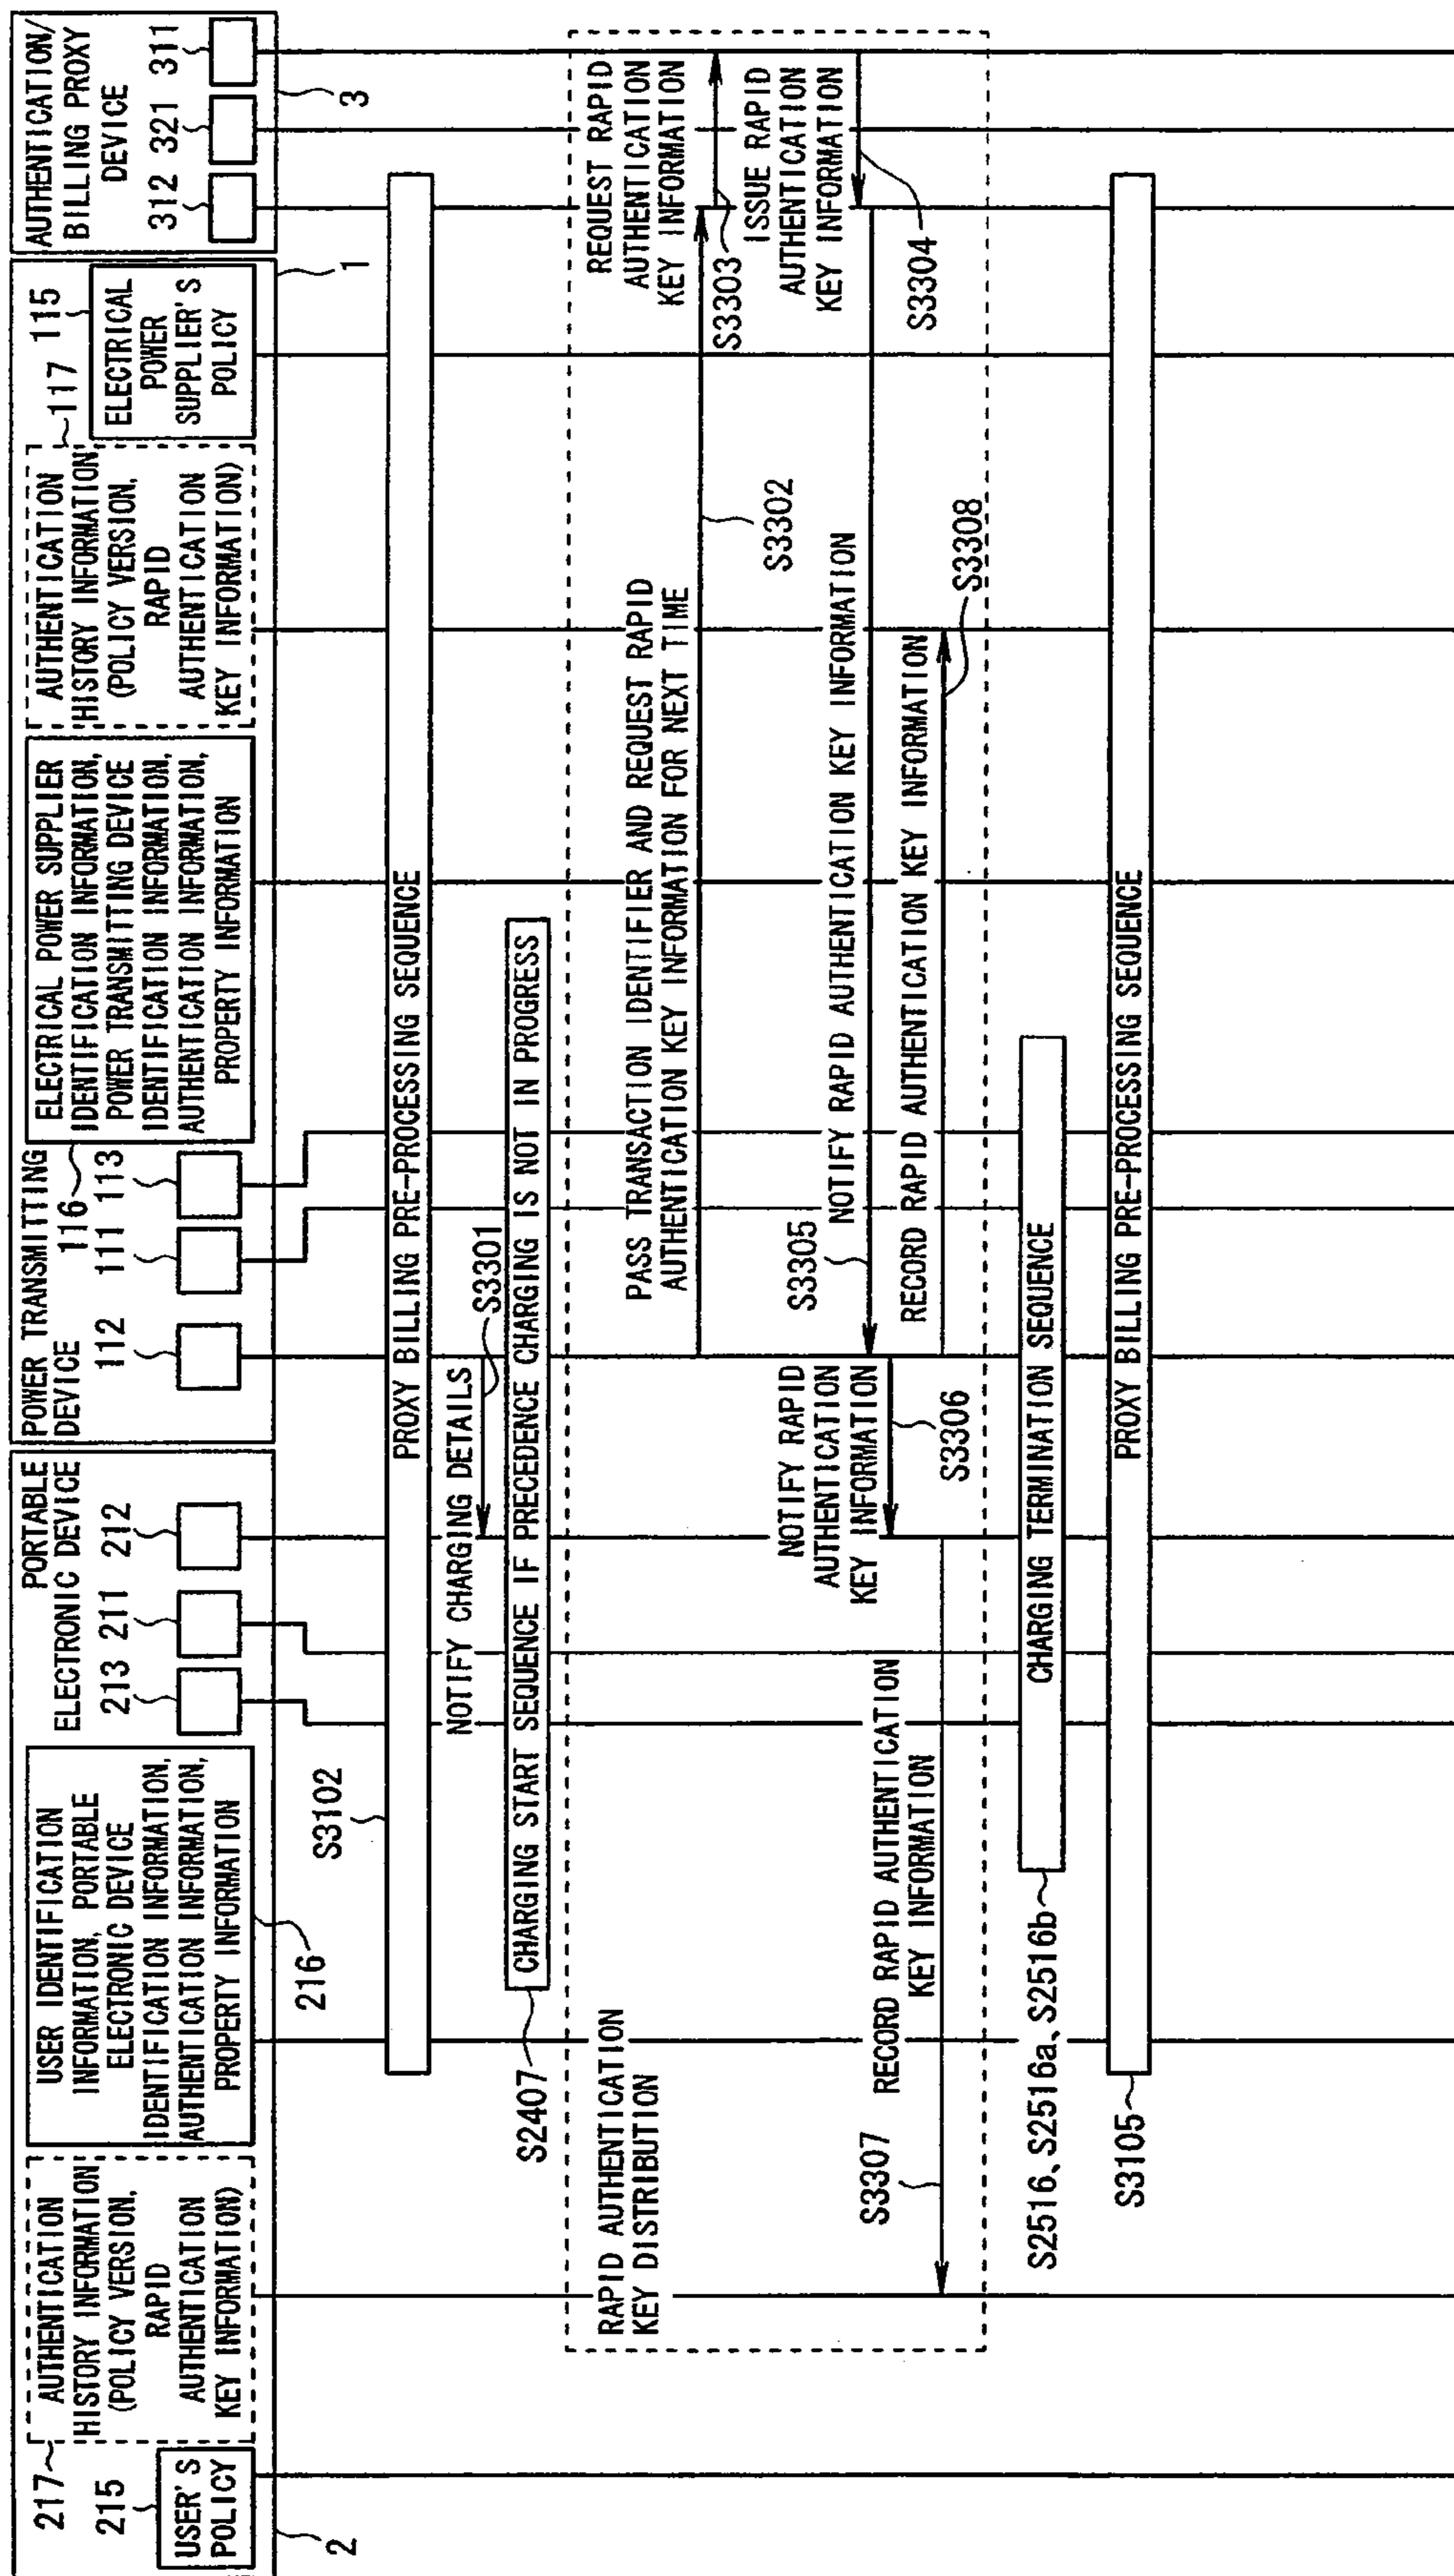 217
AUTHENTICATION
HISTORY INFORMATION
(POLICY VERSION,
RAPID
AUTHENTICATION
KEY INFORMATION)
215
USER'S
POLICY
2
USER IDENTIFICATION
INFORMATION, PORTABLE
ELECTRONIC DEVICE
IDENTIFICATION INFORMATION,
AUTHENTICATION INFORMATION,
PROPERTY INFORMATION
216
PORTABLE
ELECTRONIC DEVICE
213
211
212
POWER TRANSMITTING
DEVICE
112
111
113
116
ELECTRICAL POWER SUPPLIER
IDENTIFICATION INFORMATION,
POWER TRANSMITTING DEVICE
IDENTIFICATION INFORMATION,
AUTHENTICATION INFORMATION,
PROPERTY INFORMATION
AUTHENTICATION
HISTORY INFORMATION
(POLICY VERSION,
RAPID
AUTHENTICATION
KEY INFORMATION)
117
115
ELECTRICAL
POWER
SUPPLIER'S
POLICY
1
AUTHENTICATION/
BILLING PROXY
DEVICE
312
321
311
3
S3102
PROXY BILLING PRE-PROCESSING SEQUENCE
NOTIFY CHARGING DETAILS
S3301
S2407
CHARGING START SEQUENCE IF PRECEDENCE CHARGING IS NOT IN PROGRESS
RAPID AUTHENTICATION
KEY DISTRIBUTION
PASS TRANSACTION IDENTIFIER AND REQUEST RAPID
AUTHENTICATION KEY INFORMATION FOR NEXT TIME
S3302
REQUEST RAPID
AUTHENTICATION
KEY INFORMATION
S3303
ISSUE RAPID
AUTHENTICATION
KEY INFORMATION
S3304
S3305
NOTIFY RAPID AUTHENTICATION KEY INFORMATION
NOTIFY RAPID
AUTHENTICATION
KEY INFORMATION
S3306
S3307
RECORD RAPID AUTHENTICATION
KEY INFORMATION
RECORD RAPID AUTHENTICATION KEY INFORMATION
S3308
S2516、S2516a、S2516b
CHARGING TERMINATION SEQUENCE
S3105
PROXY BILLING PRE-PROCESSING SEQUENCE